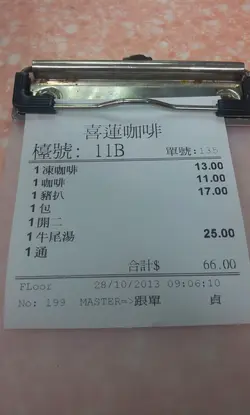 喜蓮咖啡
檯號: 11B 單號:135
1 凍咖啡 13.00
1 咖啡 11.00
1 豬扒 17.00
1 包
1 開二
1 牛尾湯 25.00
1 通
合計$ 66.00
FLoor 28/10/2013 09:06:10
No: 199 MASTER=>跟單 貞